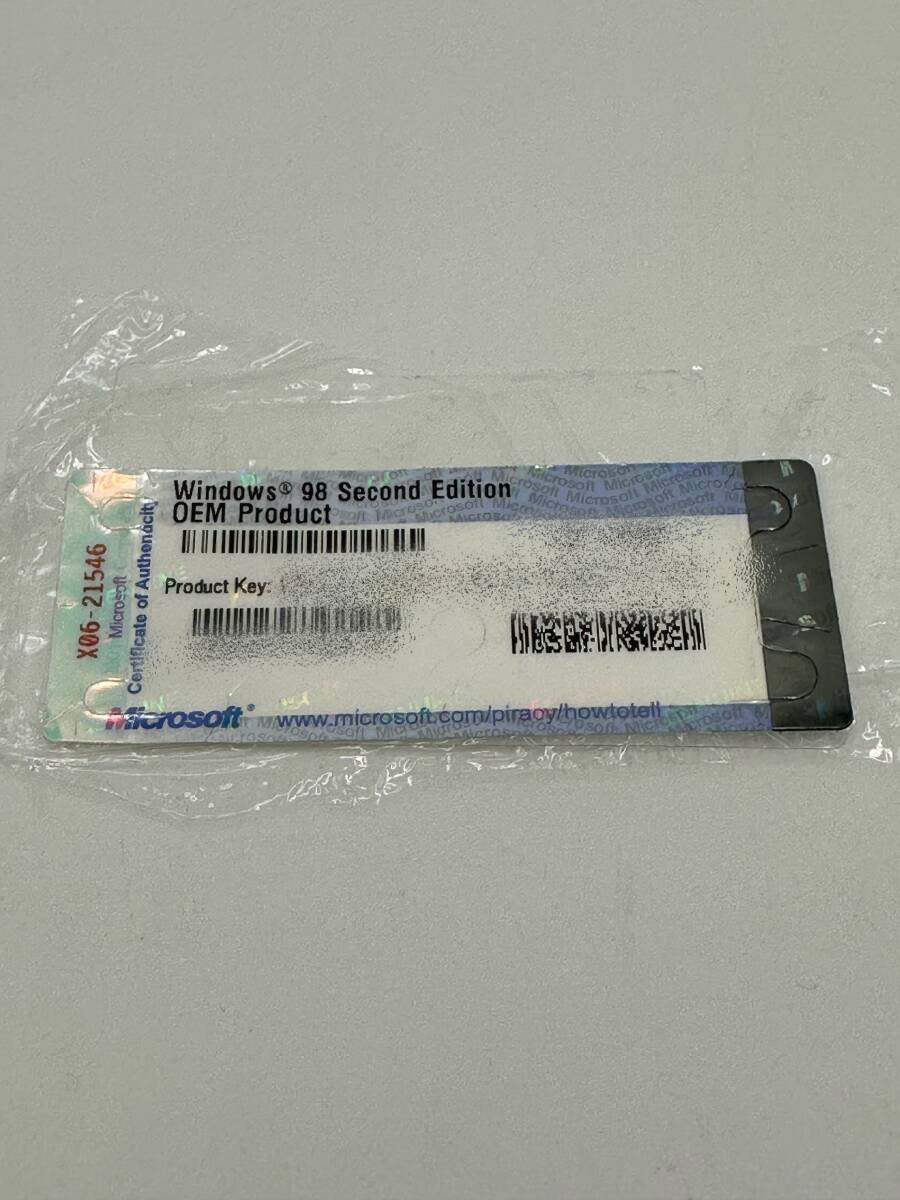 Windows® 98 Second Edition
OEM Product
Product Key:
X06-21546
Microsoft
Certificate of Authenticity
Microsoft®
www.microsoft.com/piracy/howtotell